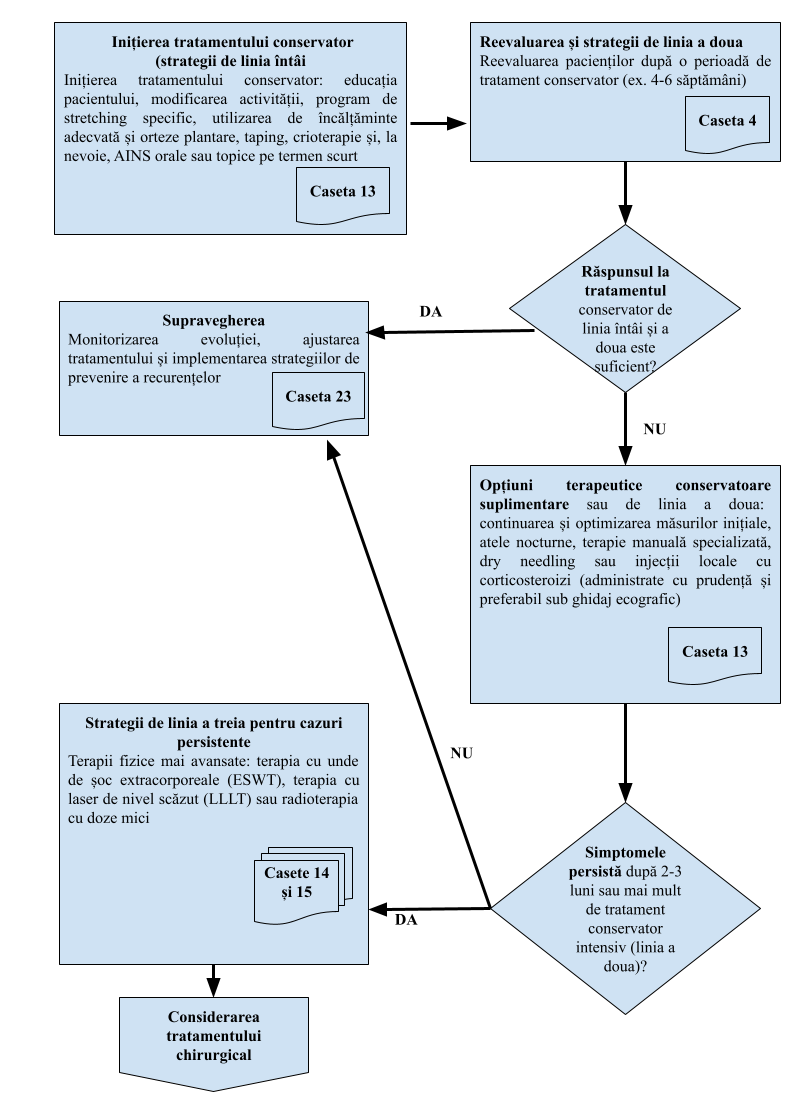 Inițierea tratamentului conservator
(strategii de linia întâi
Inițierea tratamentului conservator: educația
pacientului, modificarea activității, program de
stretching specific, utilizarea de încălțăminte
adecvată și orteze plantare, taping, crioterapie și, la
nevoie, AINS orale sau topice pe termen scurt
Caseta 13
Reevaluarea și strategii de linia a doua
Reevaluarea pacienților după o perioadă de
tratament conservator (ex. 4-6 săptămâni)
Caseta 4
Răspunsul la
tratamentul
conservator de
linia întâi și a
doua este
suficient?
DA
Supravegherea
Monitorizarea evoluției, ajustarea
tratamentului și implementarea strategiilor de
prevenire a recurențelor
Caseta 23
NU
Opțiuni terapeutice conservatoare
suplimentare sau de linia a doua:
continuarea și optimizarea măsurilor inițiale,
atele nocturne, terapie manuală specializată,
dry needling sau injecții locale cu
corticosteroizi (administrate cu prudență și
preferabil sub ghidaj ecografic)
Caseta 13
NU
Strategii de linia a treia pentru cazuri
persistente
Terapii fizice mai avansate: terapia cu unde
de șoc extracorporeale (ESWT), terapia cu
laser de nivel scăzut (LLLT) sau radioterapia
cu doze mici
Casete 14
și 15
Simptomele
persistă după 2-3
luni sau mai mult
de tratament
conservator
intensiv (linia a
doua)?
DA
Considerarea
tratamentului
chirurgical